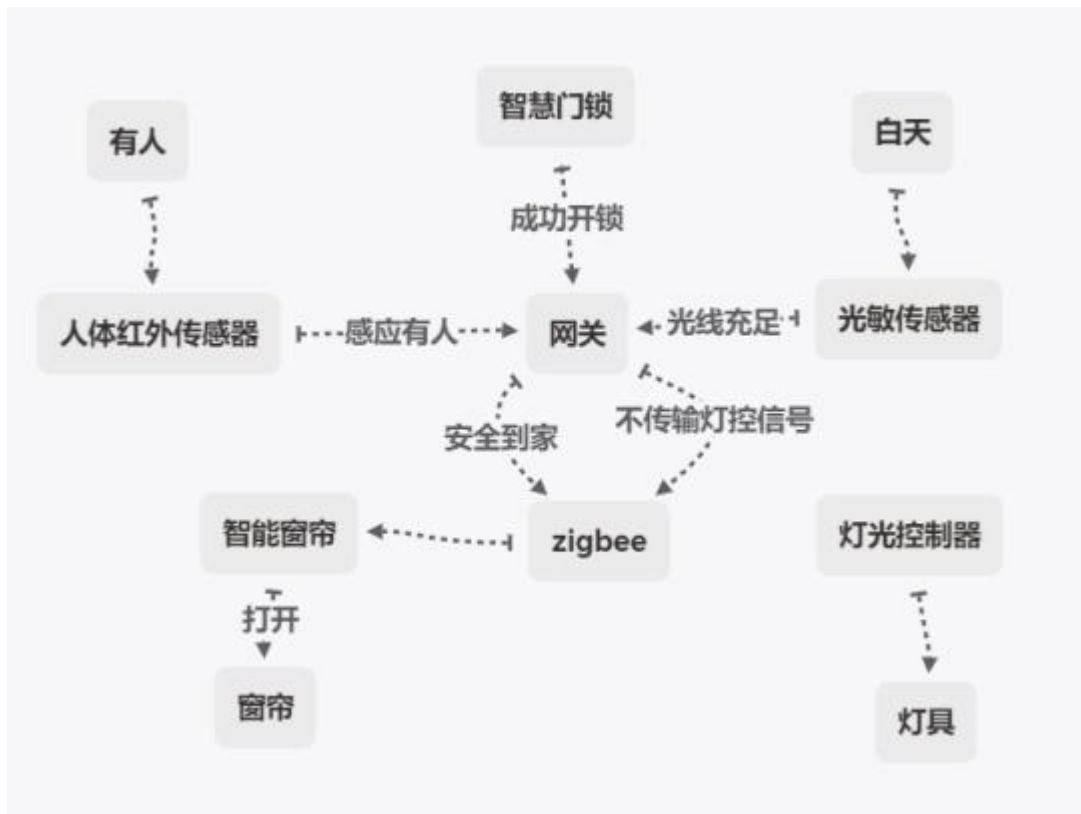 智慧门锁
有人
白天
成功开锁
人体红外传感器
感应有人
网关
光线充足
光敏传感器
安全到家
不传输灯控信号
智能窗帘
zigbee
灯光控制器
打开
窗帘
灯具